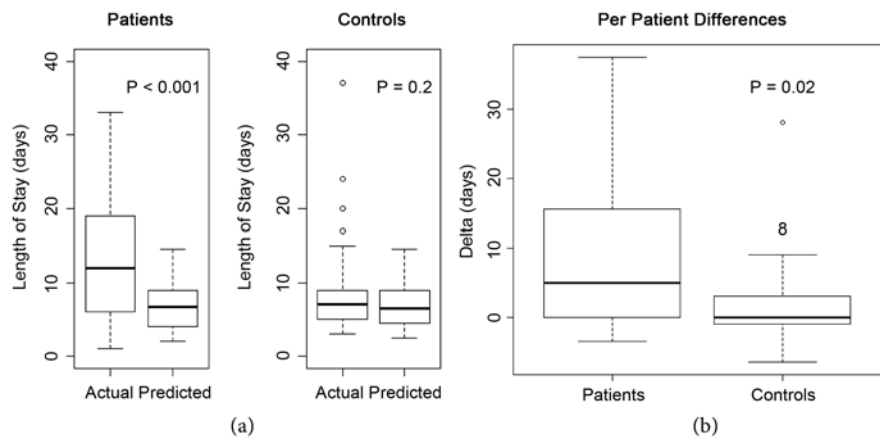 Patients
Length of Stay (days)
40
30
20
10
0
P < 0.001
Actual Predicted
Controls
Length of Stay (days)
40
30
20
10
0
P = 0.2
Actual Predicted
(a)
Per Patient Differences
Delta (days)
30
20
10
0
P = 0.02
Patients
Controls
(b)